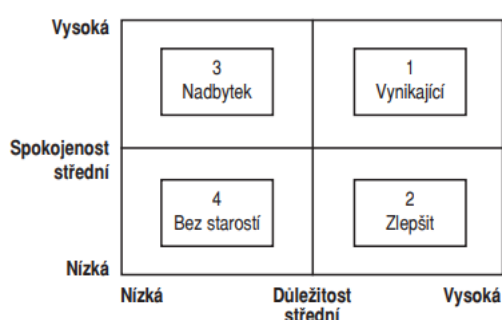 Vysoká
3
Nadbytek
1
Vynikající
Spokojenost
střední
4
Bez starostí
2
Zlepšit
Nízká
Nízká
Důležitost
střední
Vysoká